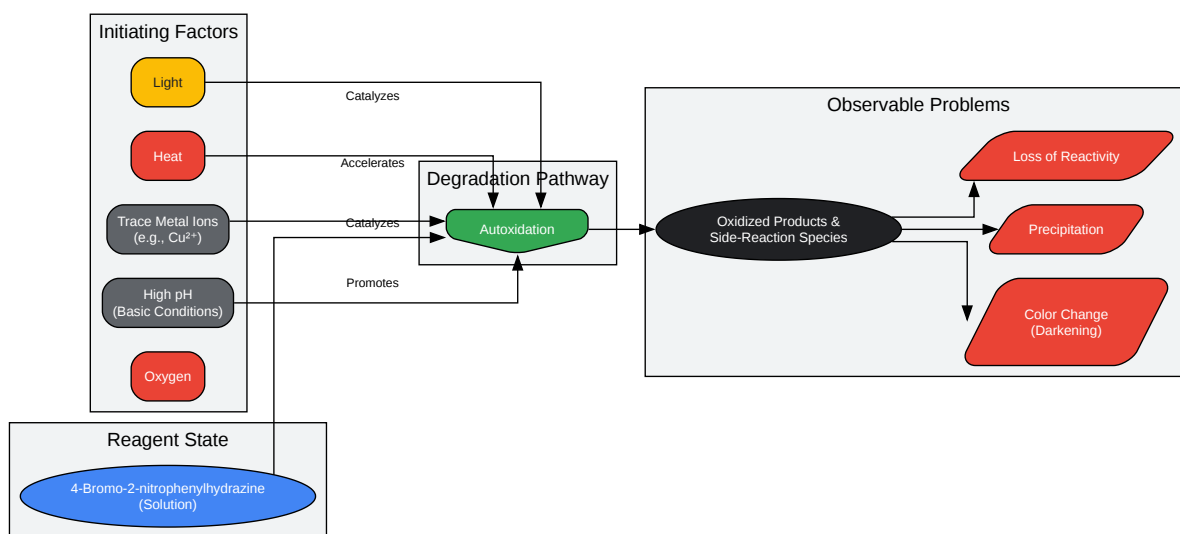 Initiating Factors
Light
Heat
Trace Metal Ions
(e.g., Cu²⁺)
High pH
(Basic Conditions)
Oxygen
Catalyzes
Accelerates
Catalyzes
Promotes
Reagent State
4-Bromo-2-nitrophenylhydrazine
(Solution)
Degradation Pathway
Autoxidation
Observable Problems
Oxidized Products &
Side-Reaction Species
Loss of Reactivity
Precipitation
Color Change
(Darkening)